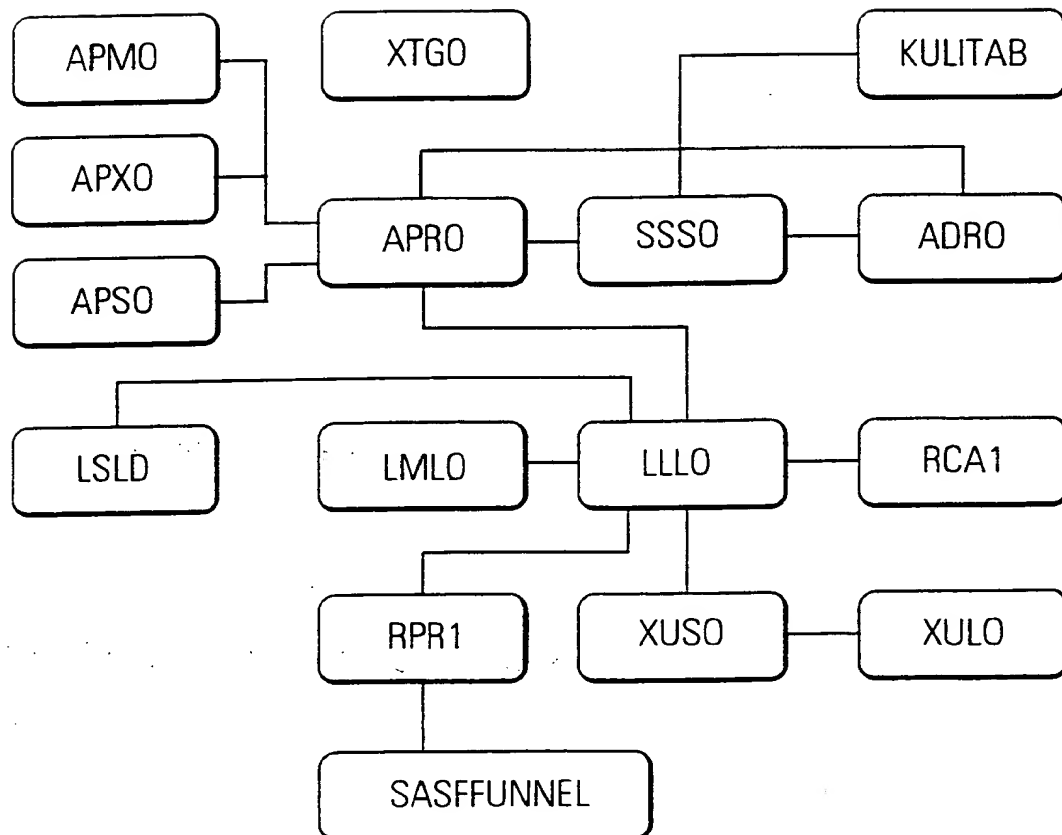 APMO
XTGO
KULITAB
APXO
APRO
SSSO
ADRO
APSO
LSLD
LMLO
LLLO
RCA1
RPR1
XUSO
XULO
SASFFUNNEL